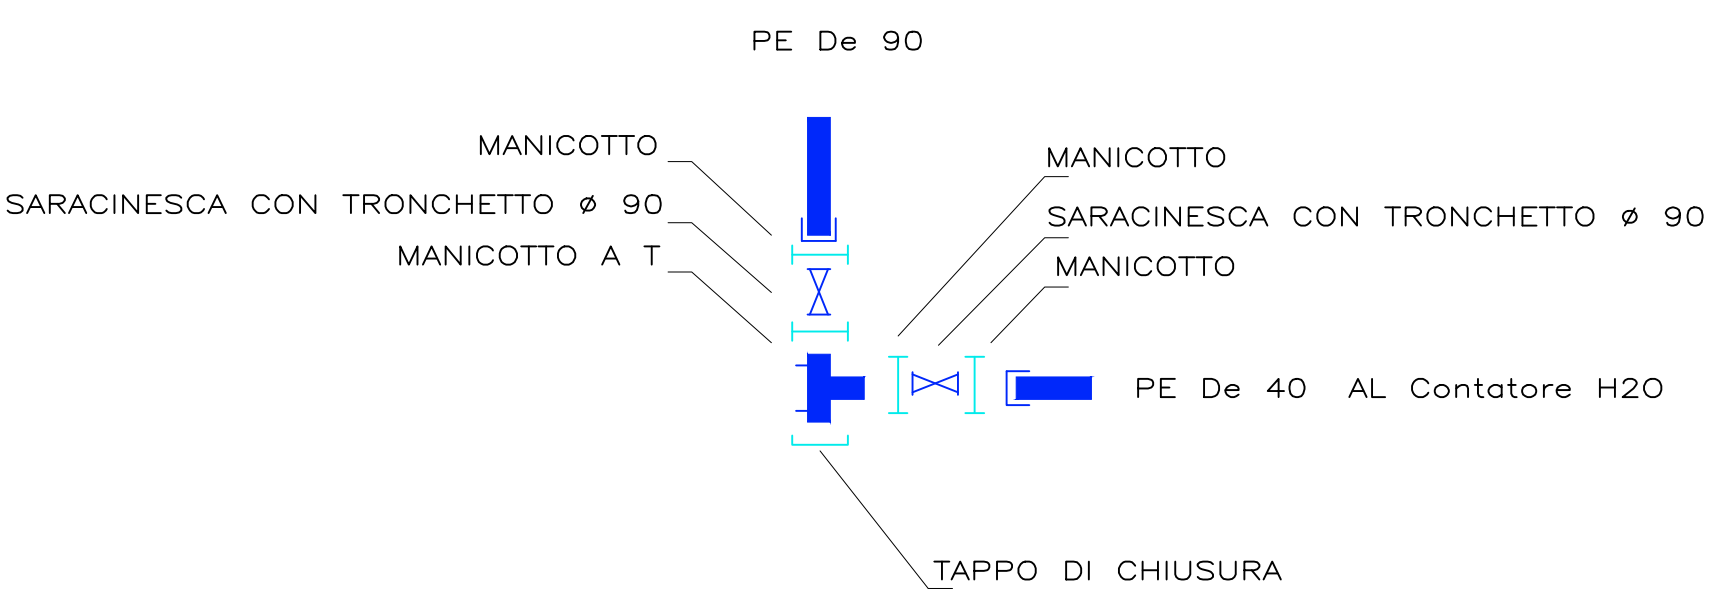 PE De 90
MANICOTTO
SARACINESCA CON TRONCHETTO ø 90
MANICOTTO A T
MANICOTTO
SARACINESCA CON TRONCHETTO ø 90
MANICOTTO
PE De 40 AL Contatore H2O
TAPPO DI CHIUSURA